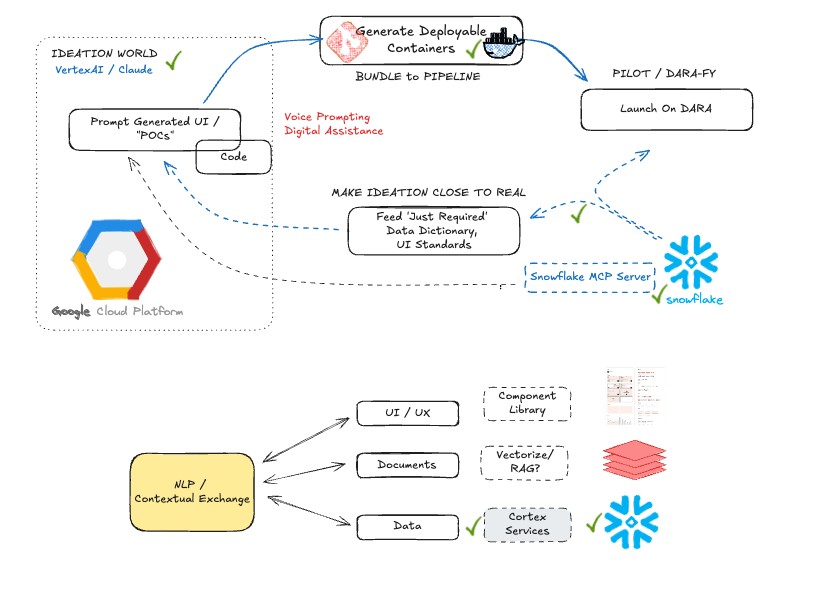 IDEATION WORLD
VertexAI / Claude
Generate Deployable
Containers
BUNDLE to PIPELINE
PILOT / DARA-FY
Launch On DARA
Prompt Generated UI /
"POCs"
Code
Voice Prompting
Digital Assistance
MAKE IDEATION CLOSE TO REAL
Feed 'Just Required'
Data Dictionary,
UI Standards
Snowflake MCP Server
snowflake
Google Cloud Platform
UI / UX
Component
Library
NLP /
Contextual Exchange
Documents
Vectorize/
RAG?
Data
Cortex
Services